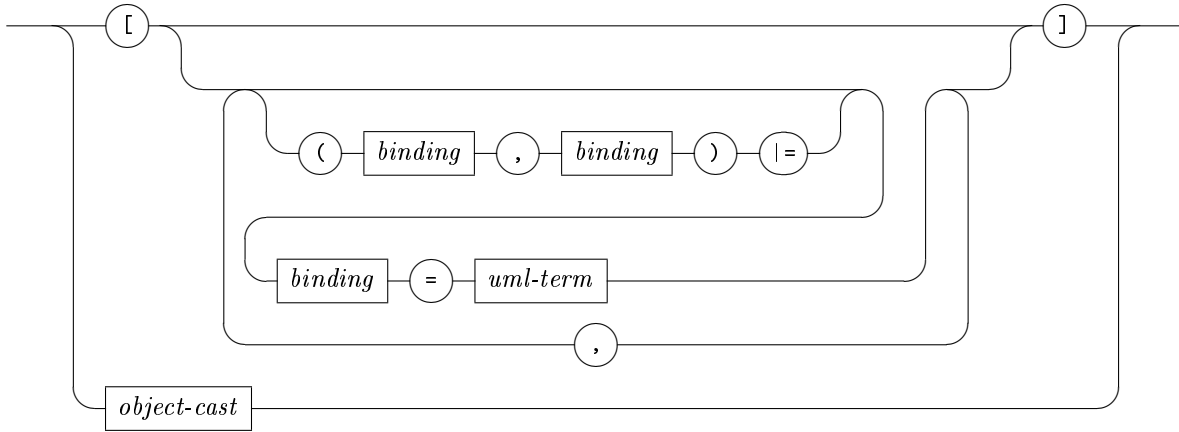 [ ]
( binding , binding ) |=
binding = uml-term
,
object-cast